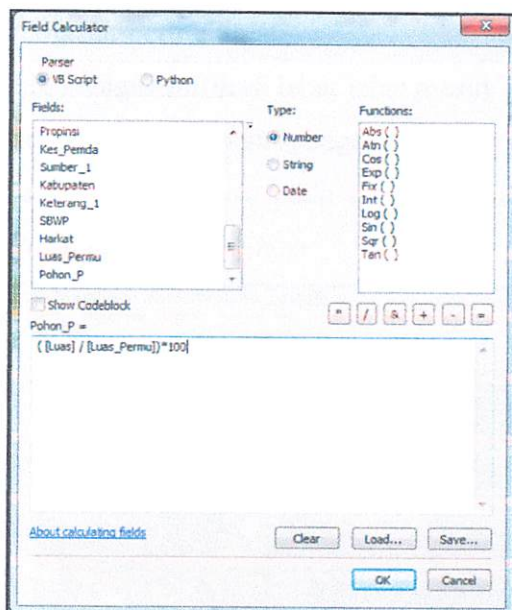 Field Calculator
Parser
VB Script
Python
Fields:
Type:
Functions:
Propinsi
Kes_Pemda
Sumber_1
Kabupaten
Keterang_1
SBWP
Harkat
Luas_Permu
Pohon_P
Number
String
Date
Abs ( )
Atn ( )
Cos ( )
Exp ( )
Fix ( )
Int ( )
Log ( )
Sin ( )
Sqr ( )
Tan ( )
Show Codeblock
* / & + - =
Pohon_P =
( [Luas] / [Luas_Permu])*100
About calculating fields
Clear
Load...
Save...
OK
Cancel